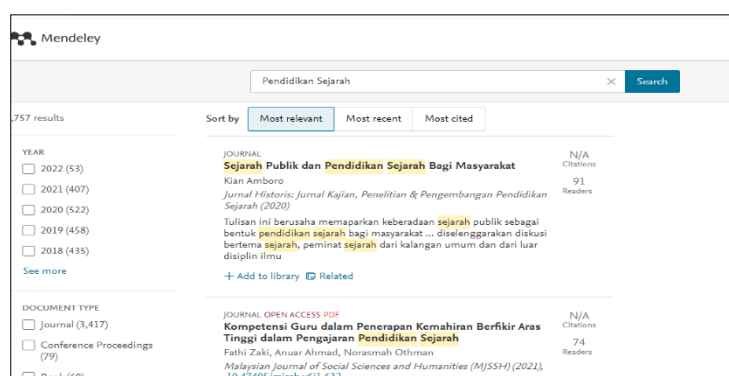 Mendeley
Pendidikan Sejarah
Search
,757 results
Sort by Most relevant Most recent Most cited
YEAR
2022 (53)
2021 (407)
2020 (522)
2019 (458)
2018 (435)
See more
DOCUMENT TYPE
Journal (3,417)
Conference Proceedings
(79)
JOURNAL
Sejarah Publik dan Pendidikan Sejarah Bagi Masyarakat
Kian Amboro
Jurnal Historis: Jurnal Kajian, Penelitian & Pengembangan Pendidikan
Sejarah (2020)
Tulisan ini berusaha memaparkan keberadaan sejarah publik sebagai
bentuk pendidikan sejarah bagi masyarakat ... diselenggarakan diskusi
bertema sejarah, peminat sejarah dari kalangan umum dan dari luar
disiplin ilmu
+ Add to library Related
N/A
Citations
91
Readers
JOURNAL OPEN ACCESS PDF
Kompetensi Guru dalam Penerapan Kemahiran Berfikir Aras
Tinggi dalam Pengajaran Pendidikan Sejarah
Fathi Zaki, Anuar Ahmad, Norasmah Othman
Malaysian Journal of Social Sciences and Humanities (MJSSH) (2021),
N/A
Citations
74
Readers